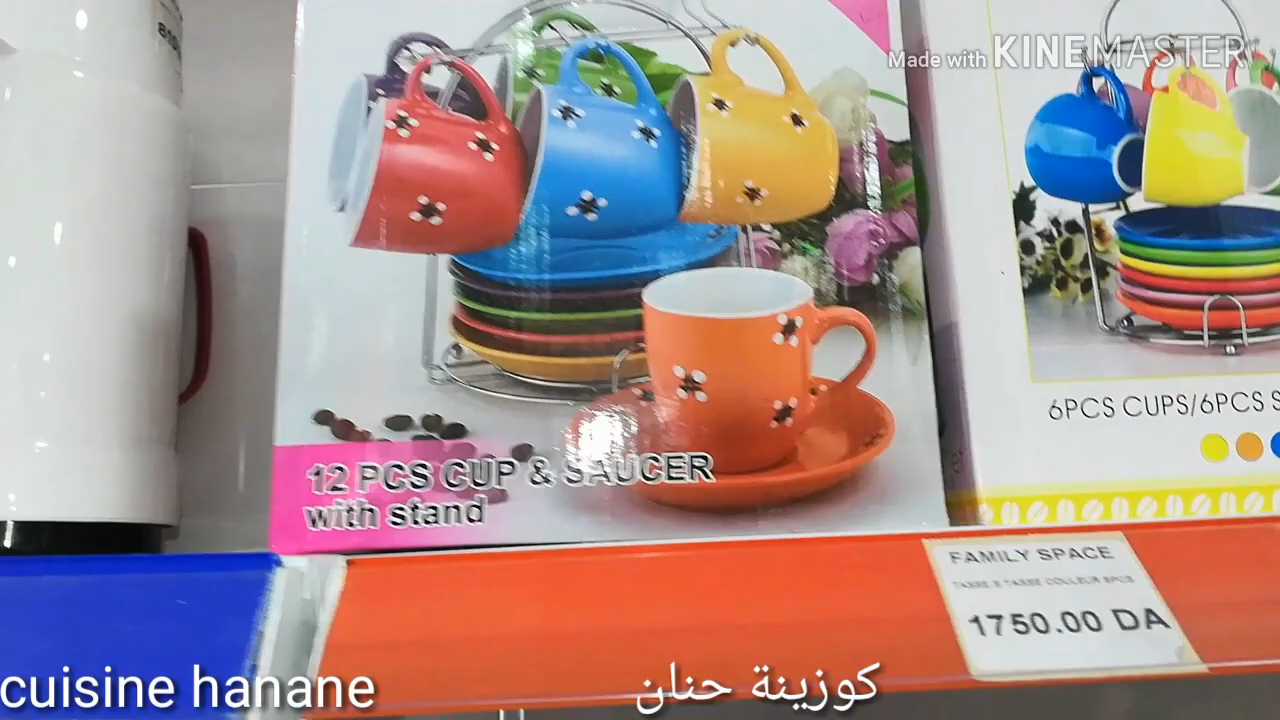 Made with KINEMASTER
12 PCS CUP & SAUCER
with stand
6PCS CUPS/6PCS S
FAMILY SPACE
1750.00 DA
cuisine hanane
كوزينة حنان